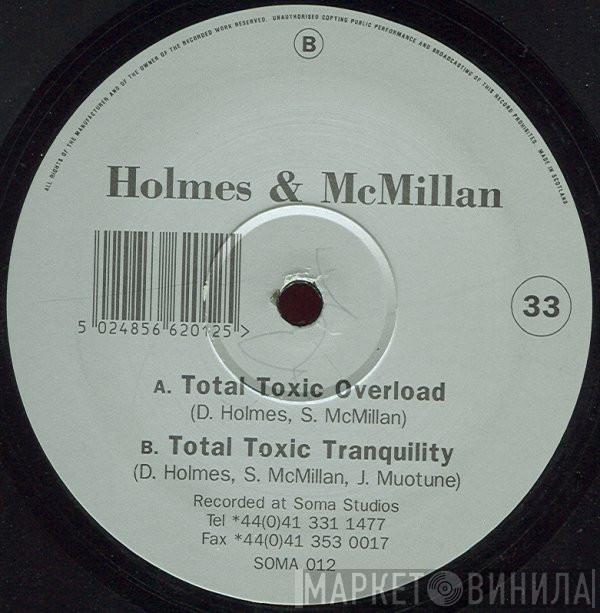 ALL RIGHTS OF THE MANUFACTURER AND OF THE OWNER OF THE RECORDED WORK RESERVED. UNAUTHORISED COPYING PUBLIC PERFORMANCE AND BROADCASTING OF THIS RECORD PROHIBITED. MADE IN SCOTLAND.
B
Holmes & McMillan
5 024856 620125 >
33
A. Total Toxic Overload
(D. Holmes, S. McMillan)
B. Total Toxic Tranquility
(D. Holmes, S. McMillan, J. Muotune)
Recorded at Soma Studios
Tel *44(0)41 331 1477
Fax *44(0)41 353 0017
SOMA 012
МАРКЕТ ВИНИЛА